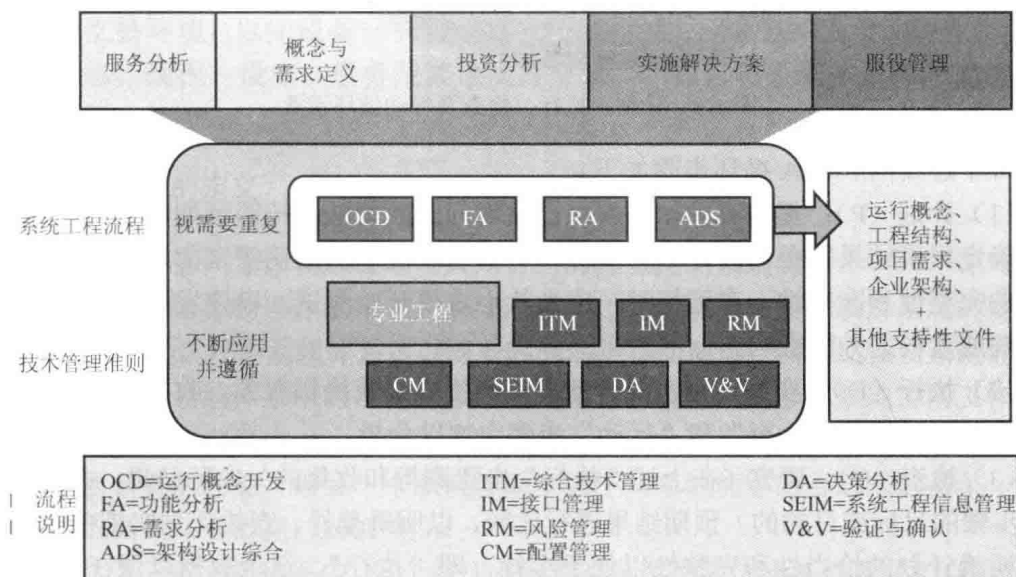 服务分析
概念与
需求定义
投资分析
实施解决方案
服役管理
系统工程流程
视需要重复
OCD
FA
RA
ADS
运行概念、
工程结构、
项目需求、
企业架构、
+
其他支持性文件
技术管理准则
不断应用
并遵循
专业工程
ITM
IM
RM
CM
SEIM
DA
V&V
流程
说明
OCD=运行概念开发
FA=功能分析
RA=需求分析
ADS=架构设计综合
ITM=综合技术管理
IM=接口管理
RM=风险管理
CM=配置管理
DA=决策分析
SEIM=系统工程信息管理
V&V=验证与确认